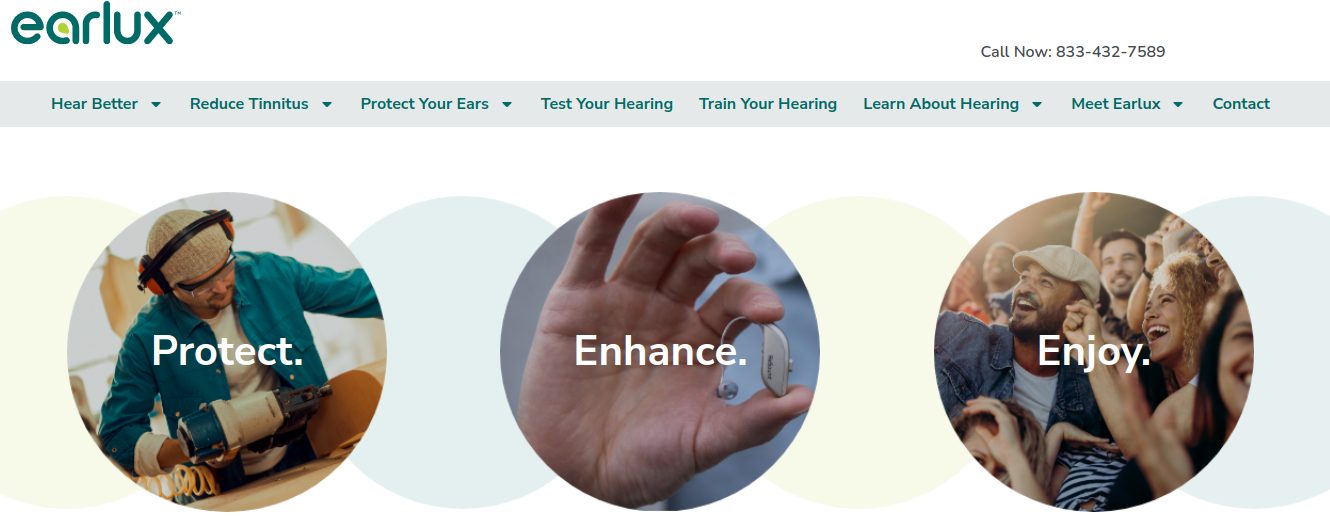 earlux™
Call Now: 833-432-7589
Hear Better Reduce Tinnitus Protect Your Ears Test Your Hearing Train Your Hearing Learn About Hearing Meet Earlux Contact
Protect. Enhance. Enjoy.